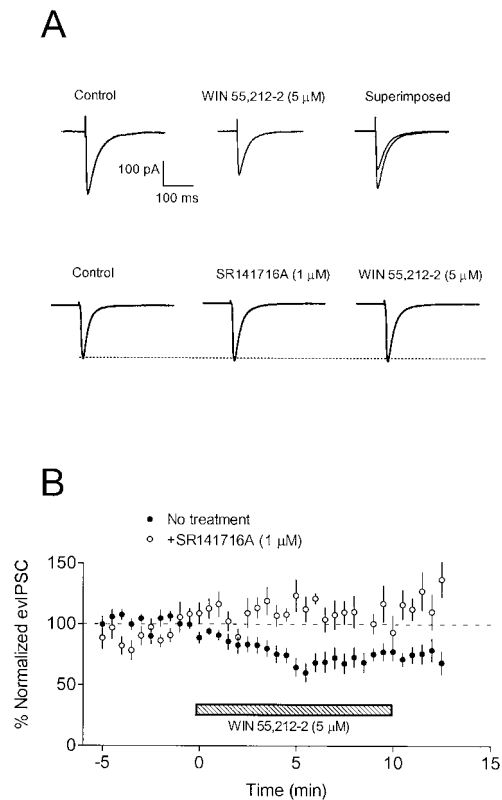 A
Control
WIN 55,212-2 (5 µM)
Superimposed
100 pA
100 ms
Control
SR141716A (1 µM)
WIN 55,212-2 (5 µM)
B
No treatment
+SR141716A (1 µM)
% Normalized evIPSC
150
100
50
0
WIN 55,212-2 (5 µM)
-5
0
5
10
15
Time (min)